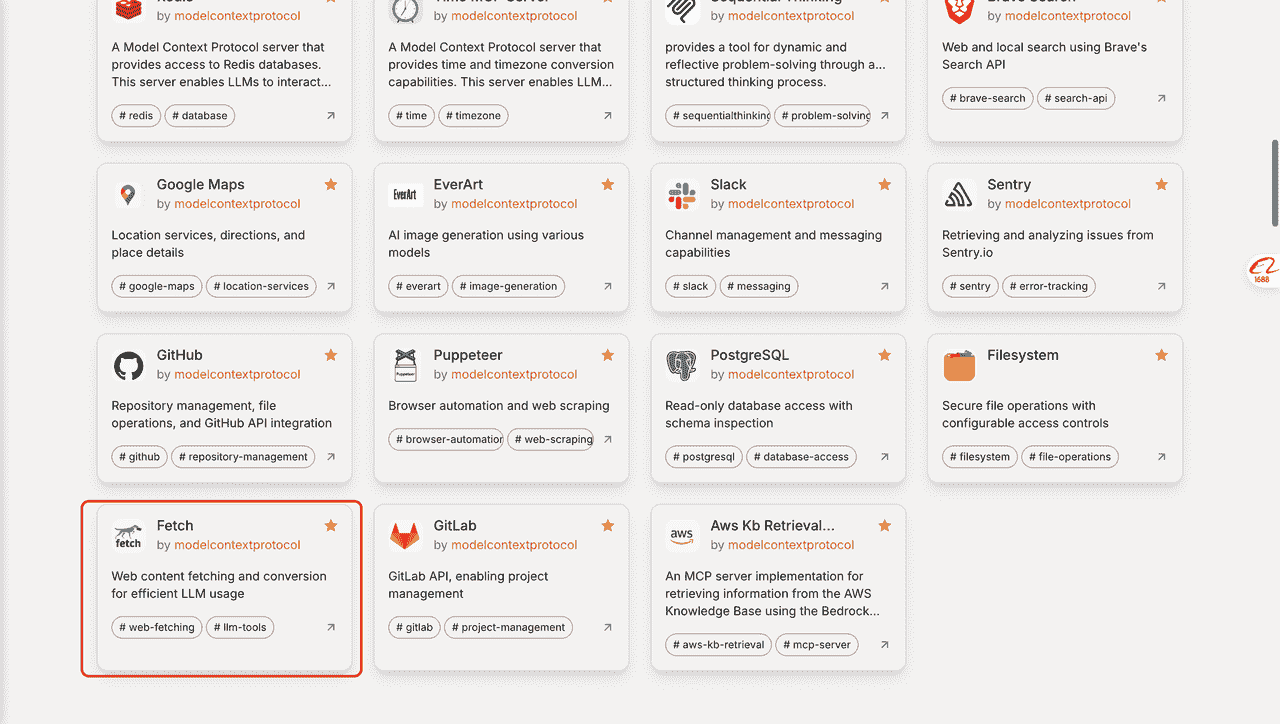 Redis
Time MCP Server
Sequential Thinking
Brave Search
by modelcontextprotocol
by modelcontextprotocol
by modelcontextprotocol
by modelcontextprotocol
A Model Context Protocol server that
provides access to Redis databases.
This server enables LLMs to interact...
# redis
# database
A Model Context Protocol server that
provides time and timezone conversion
capabilities. This server enables LLM...
# time
# timezone
provides a tool for dynamic and
reflective problem-solving through a...
structured thinking process.
# sequentialthinking
# problem-solving
Web and local search using Brave's
Search API
# brave-search
# search-api
Google Maps
by modelcontextprotocol
Location services, directions, and
place details
# google-maps
# location-services
EverArt
EverArt
by modelcontextprotocol
AI image generation using various
models
# everart
# image-generation
Slack
by modelcontextprotocol
Channel management and messaging
capabilities
# slack
# messaging
Sentry
by modelcontextprotocol
Retrieving and analyzing issues from
Sentry.io
# sentry
# error-tracking
1688
GitHub
by modelcontextprotocol
Repository management, file
operations, and GitHub API integration
# github
# repository-management
Puppeteer
Puppeteer
by modelcontextprotocol
Browser automation and web scraping
# browser-automation
# web-scraping
PostgreSQL
by modelcontextprotocol
Read-only database access with
schema inspection
# postgresql
# database-access
Filesystem
Secure file operations with
configurable access controls
# filesystem
# file-operations
fetch
Fetch
by modelcontextprotocol
Web content fetching and conversion
for efficient LLM usage
# web-fetching
# llm-tools
GitLab
by modelcontextprotocol
GitLab API, enabling project
management
# gitlab
# project-management
aws
Aws Kb Retrieval...
by modelcontextprotocol
An MCP server implementation for
retrieving information from the AWS
Knowledge Base using the Bedrock...
# aws-kb-retrieval
# mcp-server